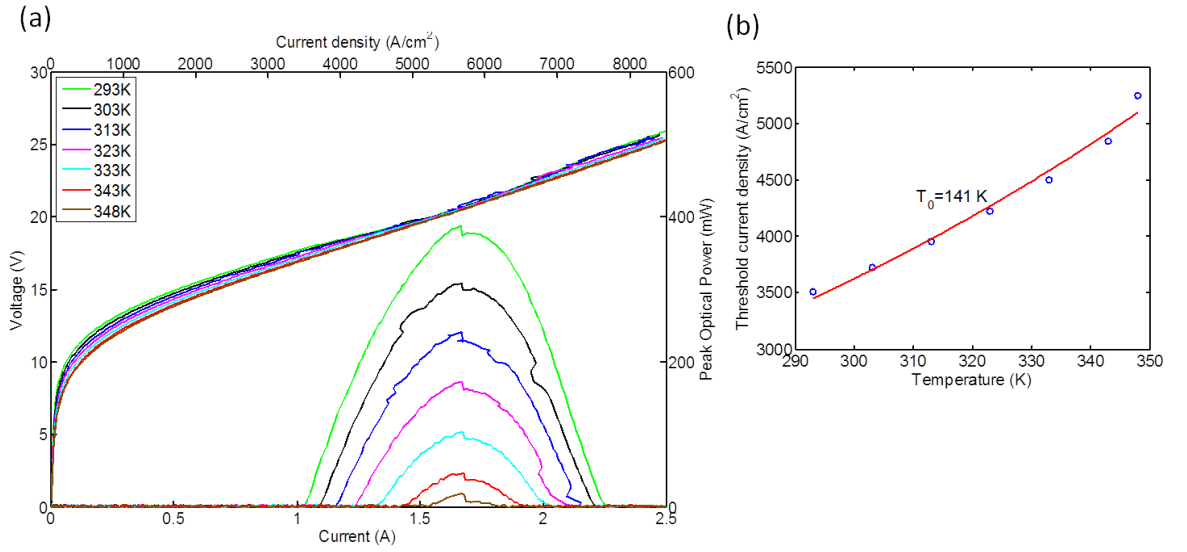 (a)
Current density (A/cm²)
0 1000 2000 3000 4000 5000 6000 7000 8000
30
25
20
15
10
5
0
Voltage (V)
293K
303K
313K
323K
333K
343K
348K
600
400
200
0
Peak Optical Power (mW)
0 0.5 1 1.5 2 2.5
Current (A)
(b)
5500
5000
4500
4000
3500
3000
Threshold current density (A/cm²)
T₀=141 K
290 300 310 320 330 340 350
Temperature (K)